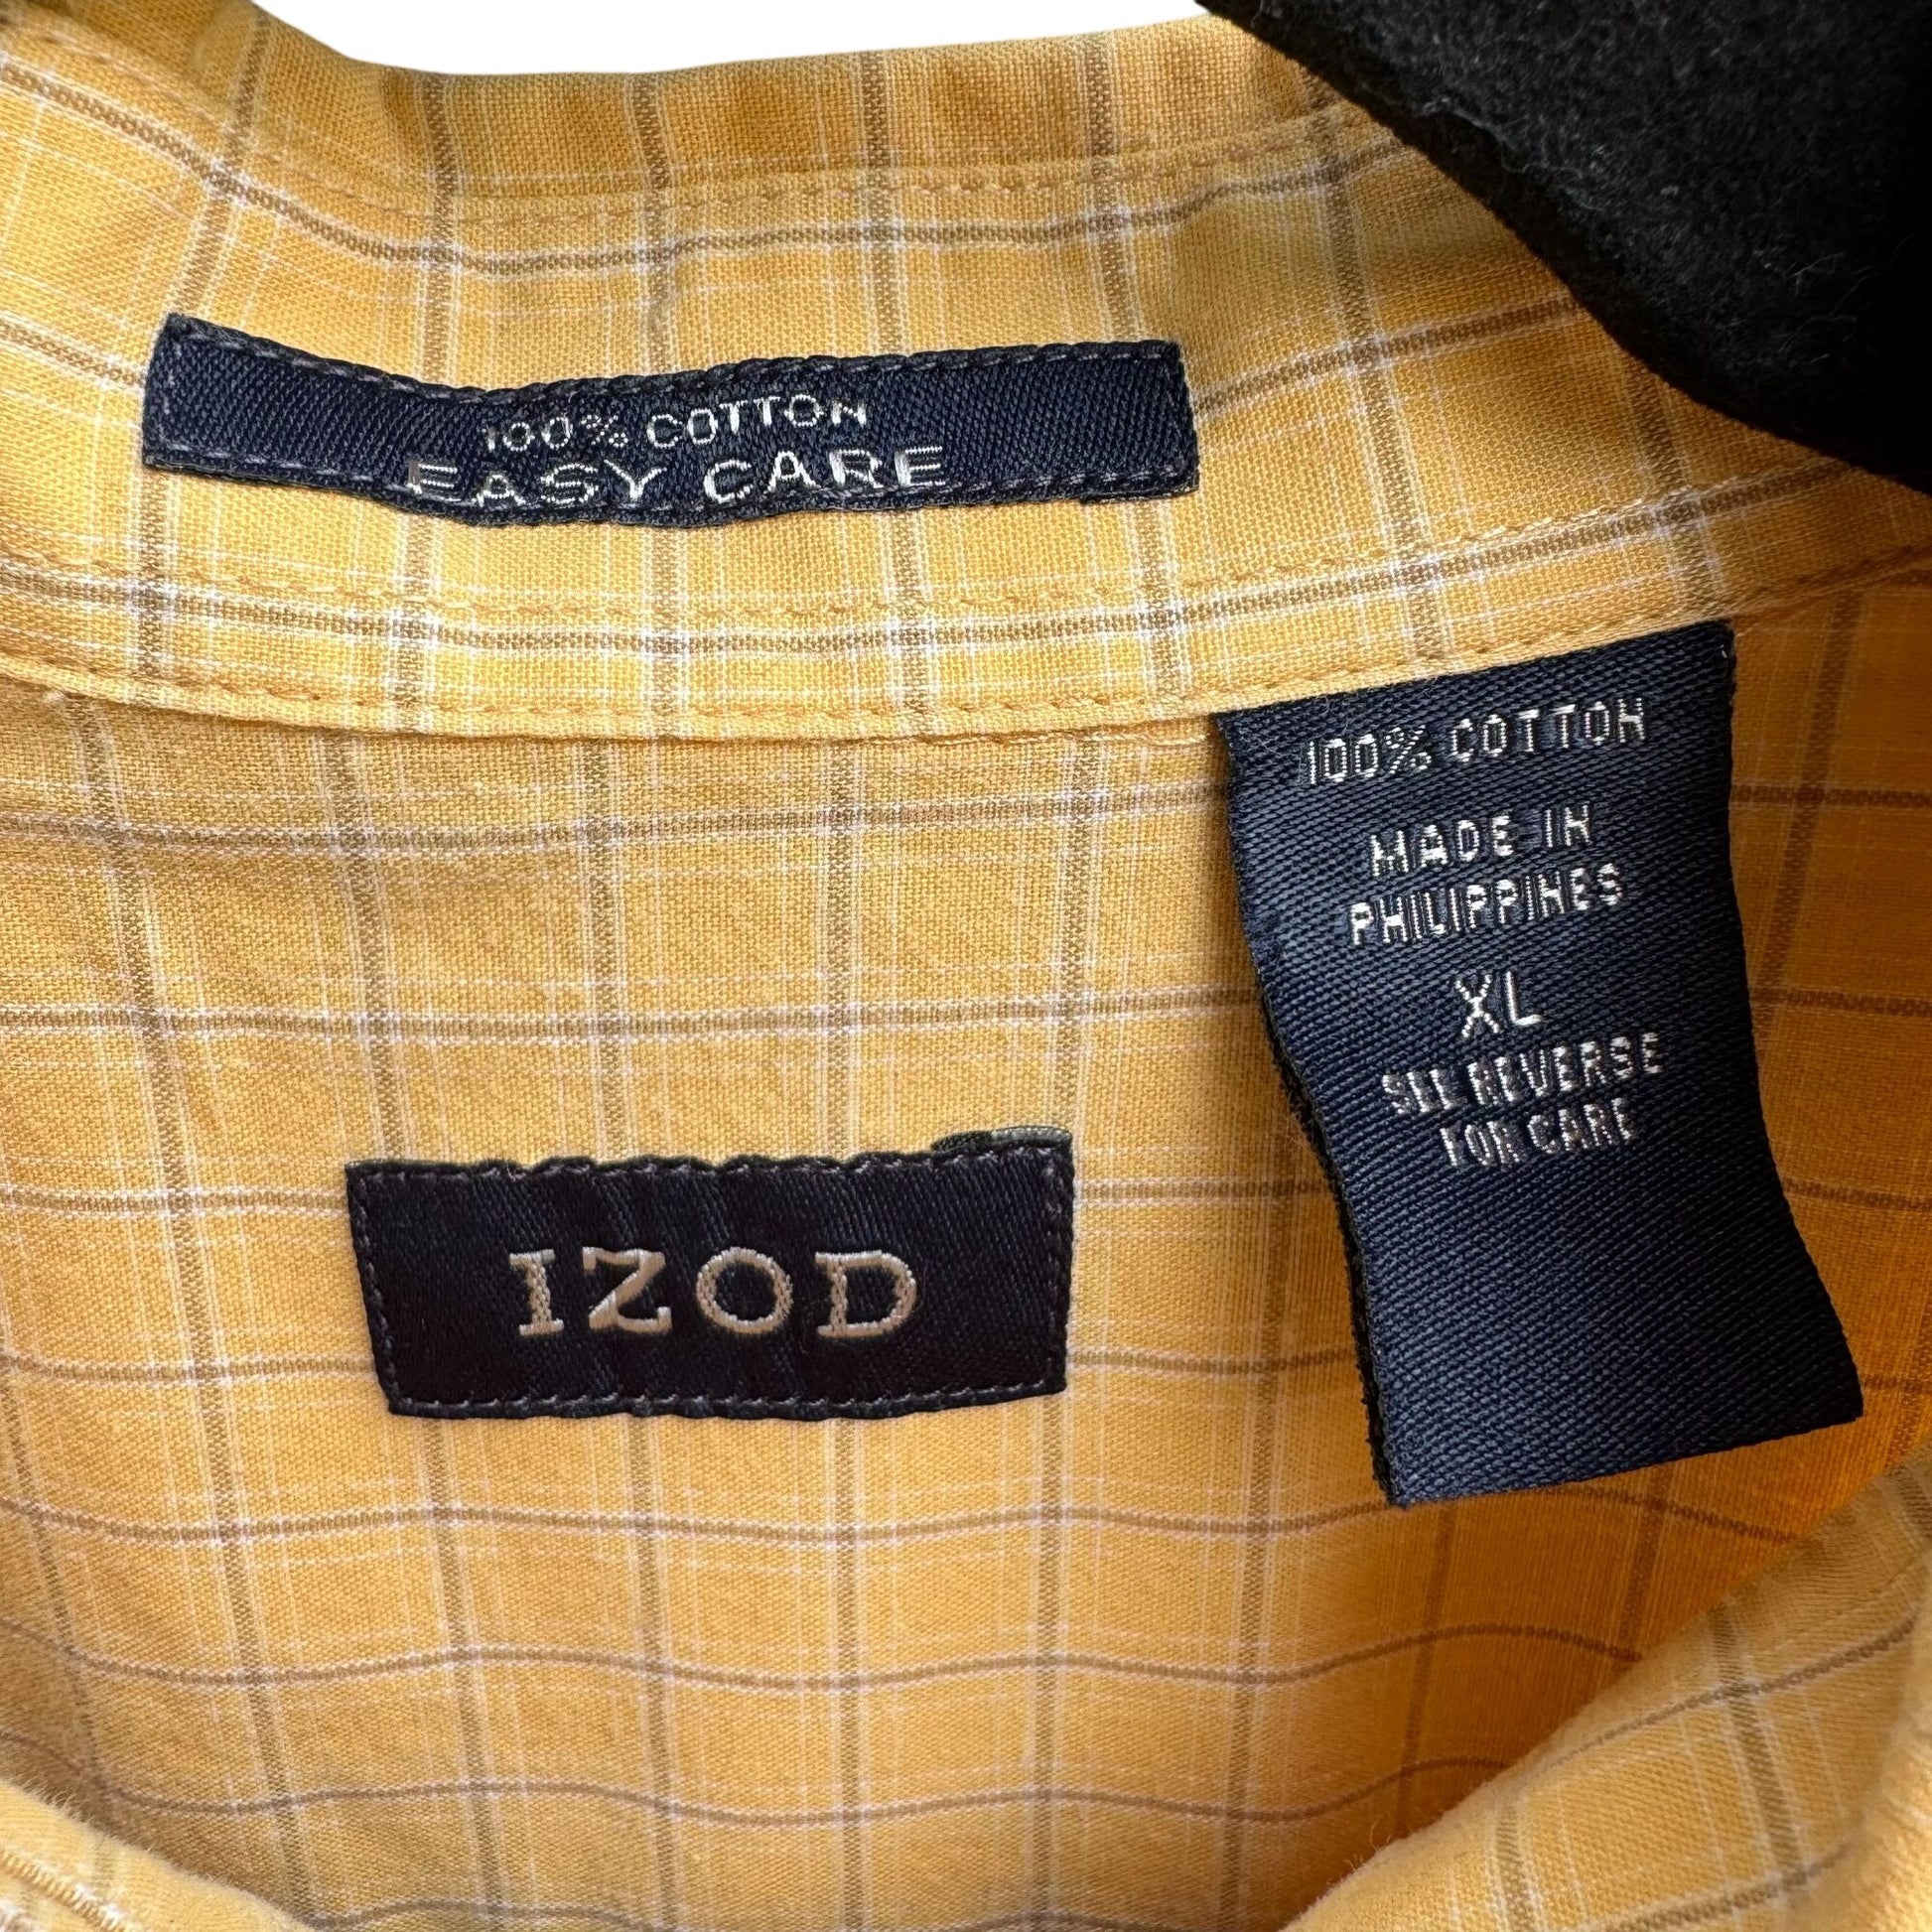 100% COTTON
EASY CARE
100% COTTON
MADE IN
PHILIPPINES
XL
SEE REVERSE
FOR CARE
IZOD